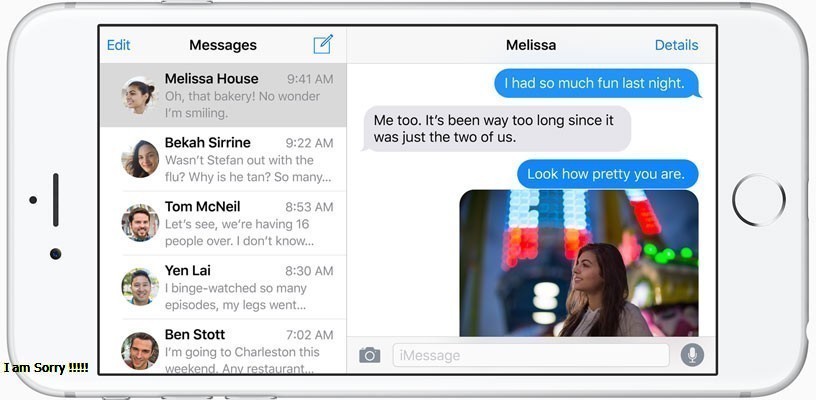 Edit
Messages
Melissa House
9:41 AM
Oh, that bakery! No wonder
I'm smiling.
Bekah Sirrine
9:22 AM
Wasn't Stefan out with the
flu? Why is he tan? So many...
Tom McNeil
8:53 AM
Let's see, we're having 16
people over. I don't know...
Yen Lai
8:30 AM
I binge-watched so many
episodes, my legs went...
Ben Stott
7:02 AM
I'm going to Charleston this
weekend. Any restaurant...
Melissa
Details
I had so much fun last night.
Me too. It's been way too long since it
was just the two of us.
Look how pretty you are.
iMessage
I am Sorry !!!!!